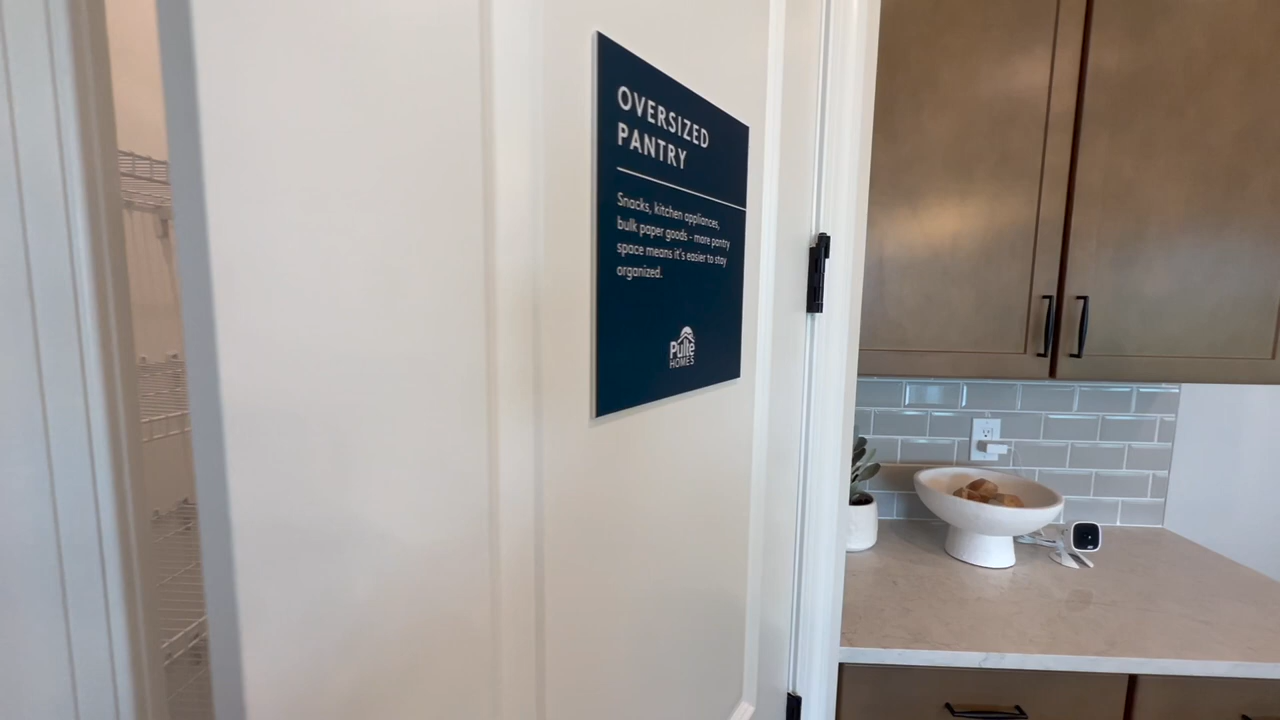 OVERSIZED
PANTRY
Snacks, kitchen appliances,
bulk paper goods - more pantry
space means it's easier to stay
organized.
Pulte
HOMES